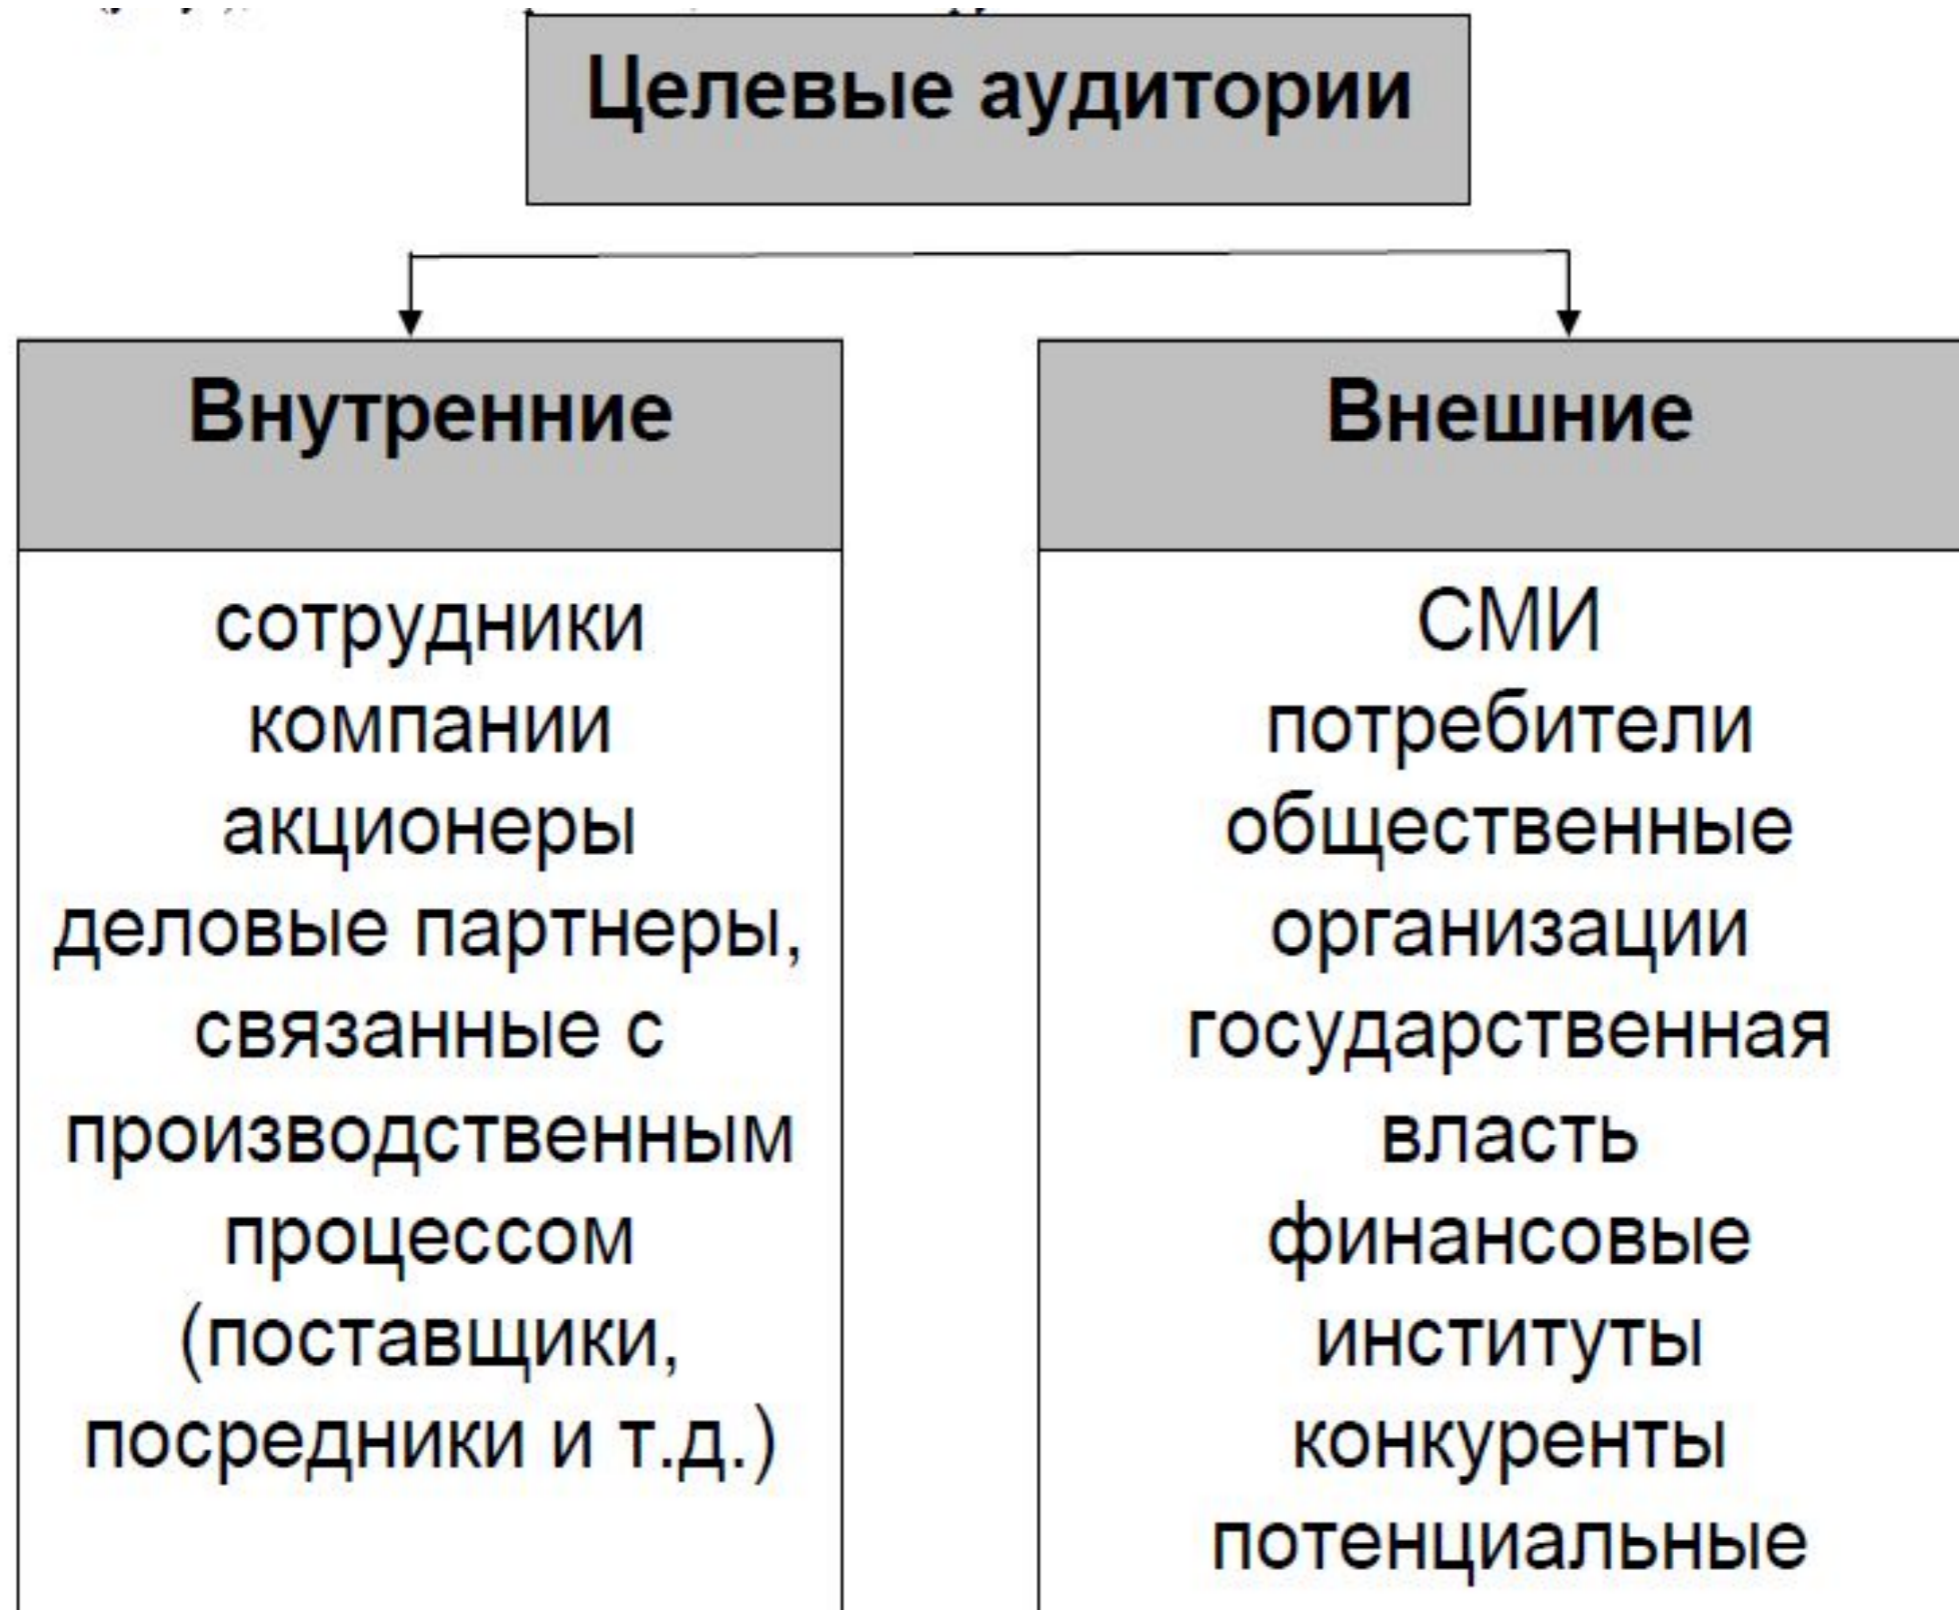 Целевые аудитории
Внутренние
сотрудники
компании
акционеры
деловые партнеры,
связанные с
производственным
процессом
(поставщики,
посредники и т.д.)
Внешние
СМИ
потребители
общественные
организации
государственная
власть
финансовые
институты
конкуренты
потенциальные